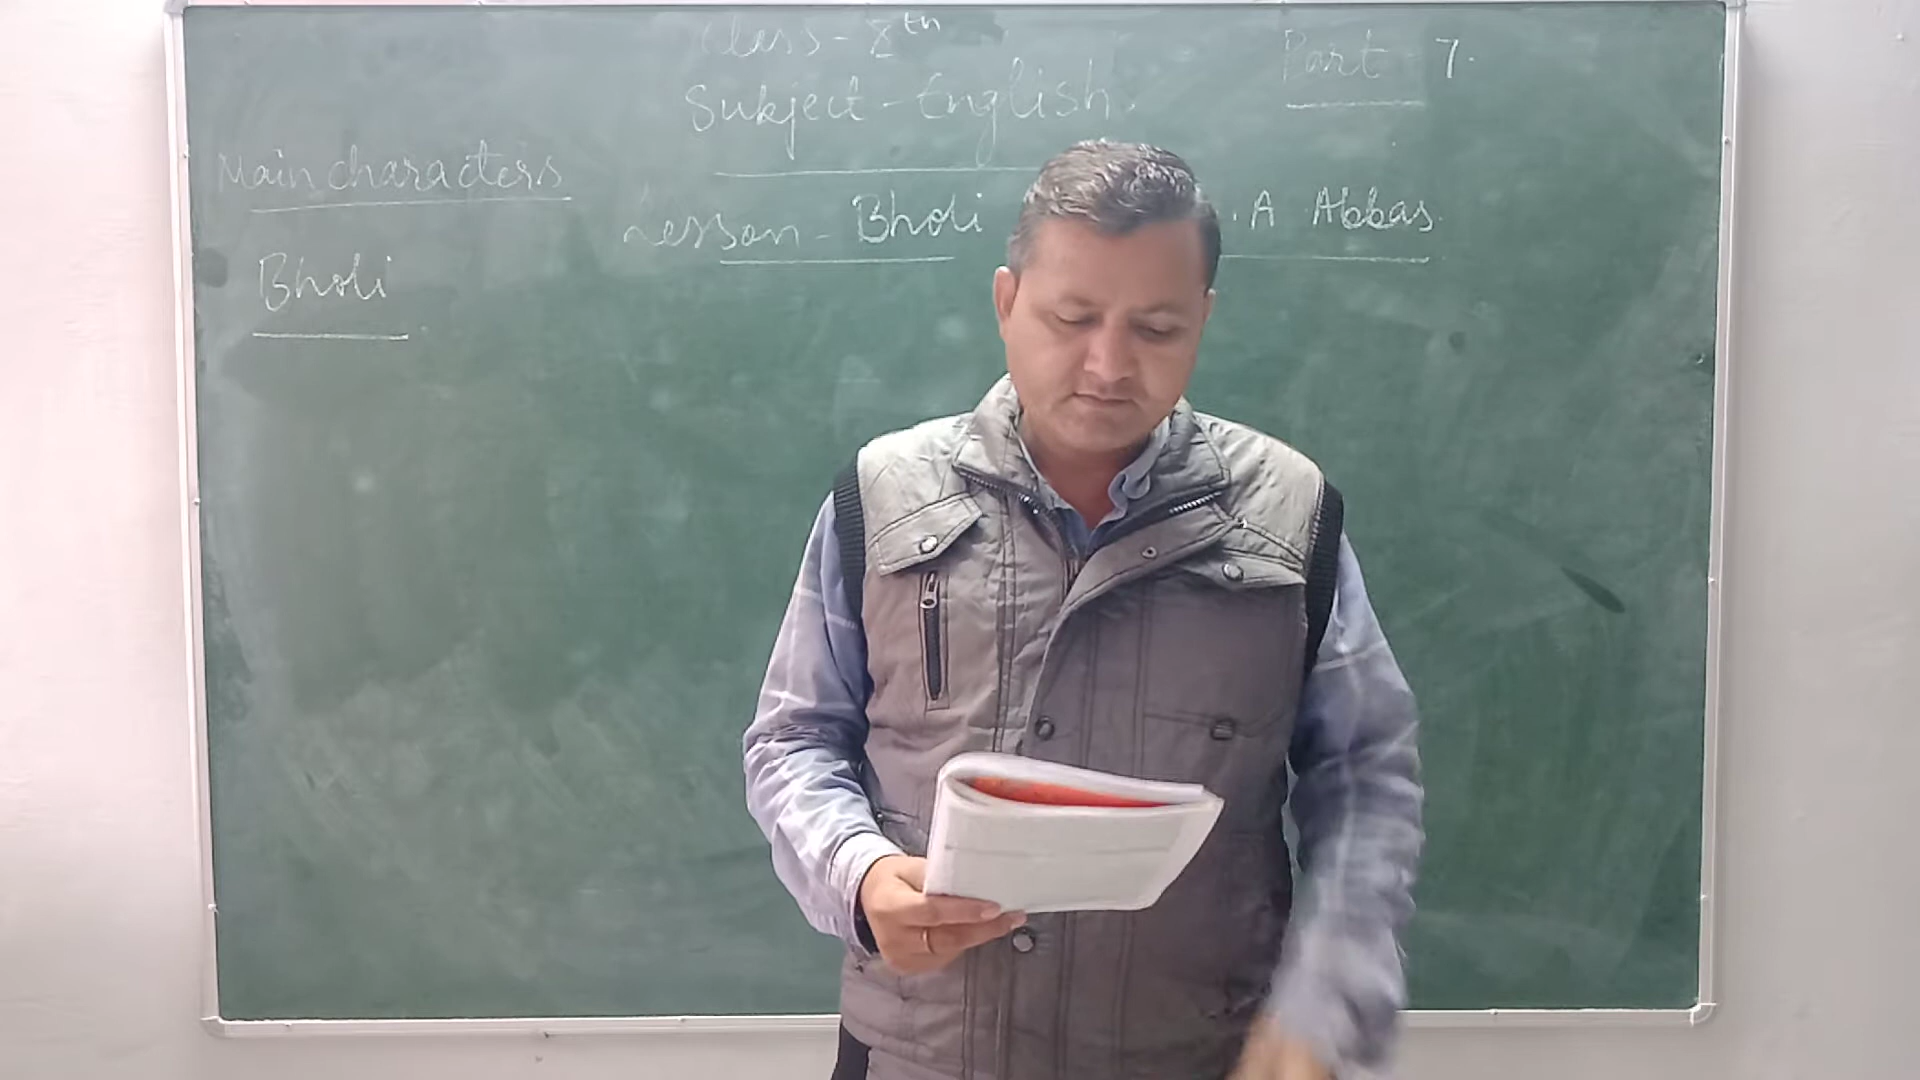 Class - 8th
Part - 7.
Subject - English.
Main characters
Lesson - Bholi .A Abbas.
Bholi